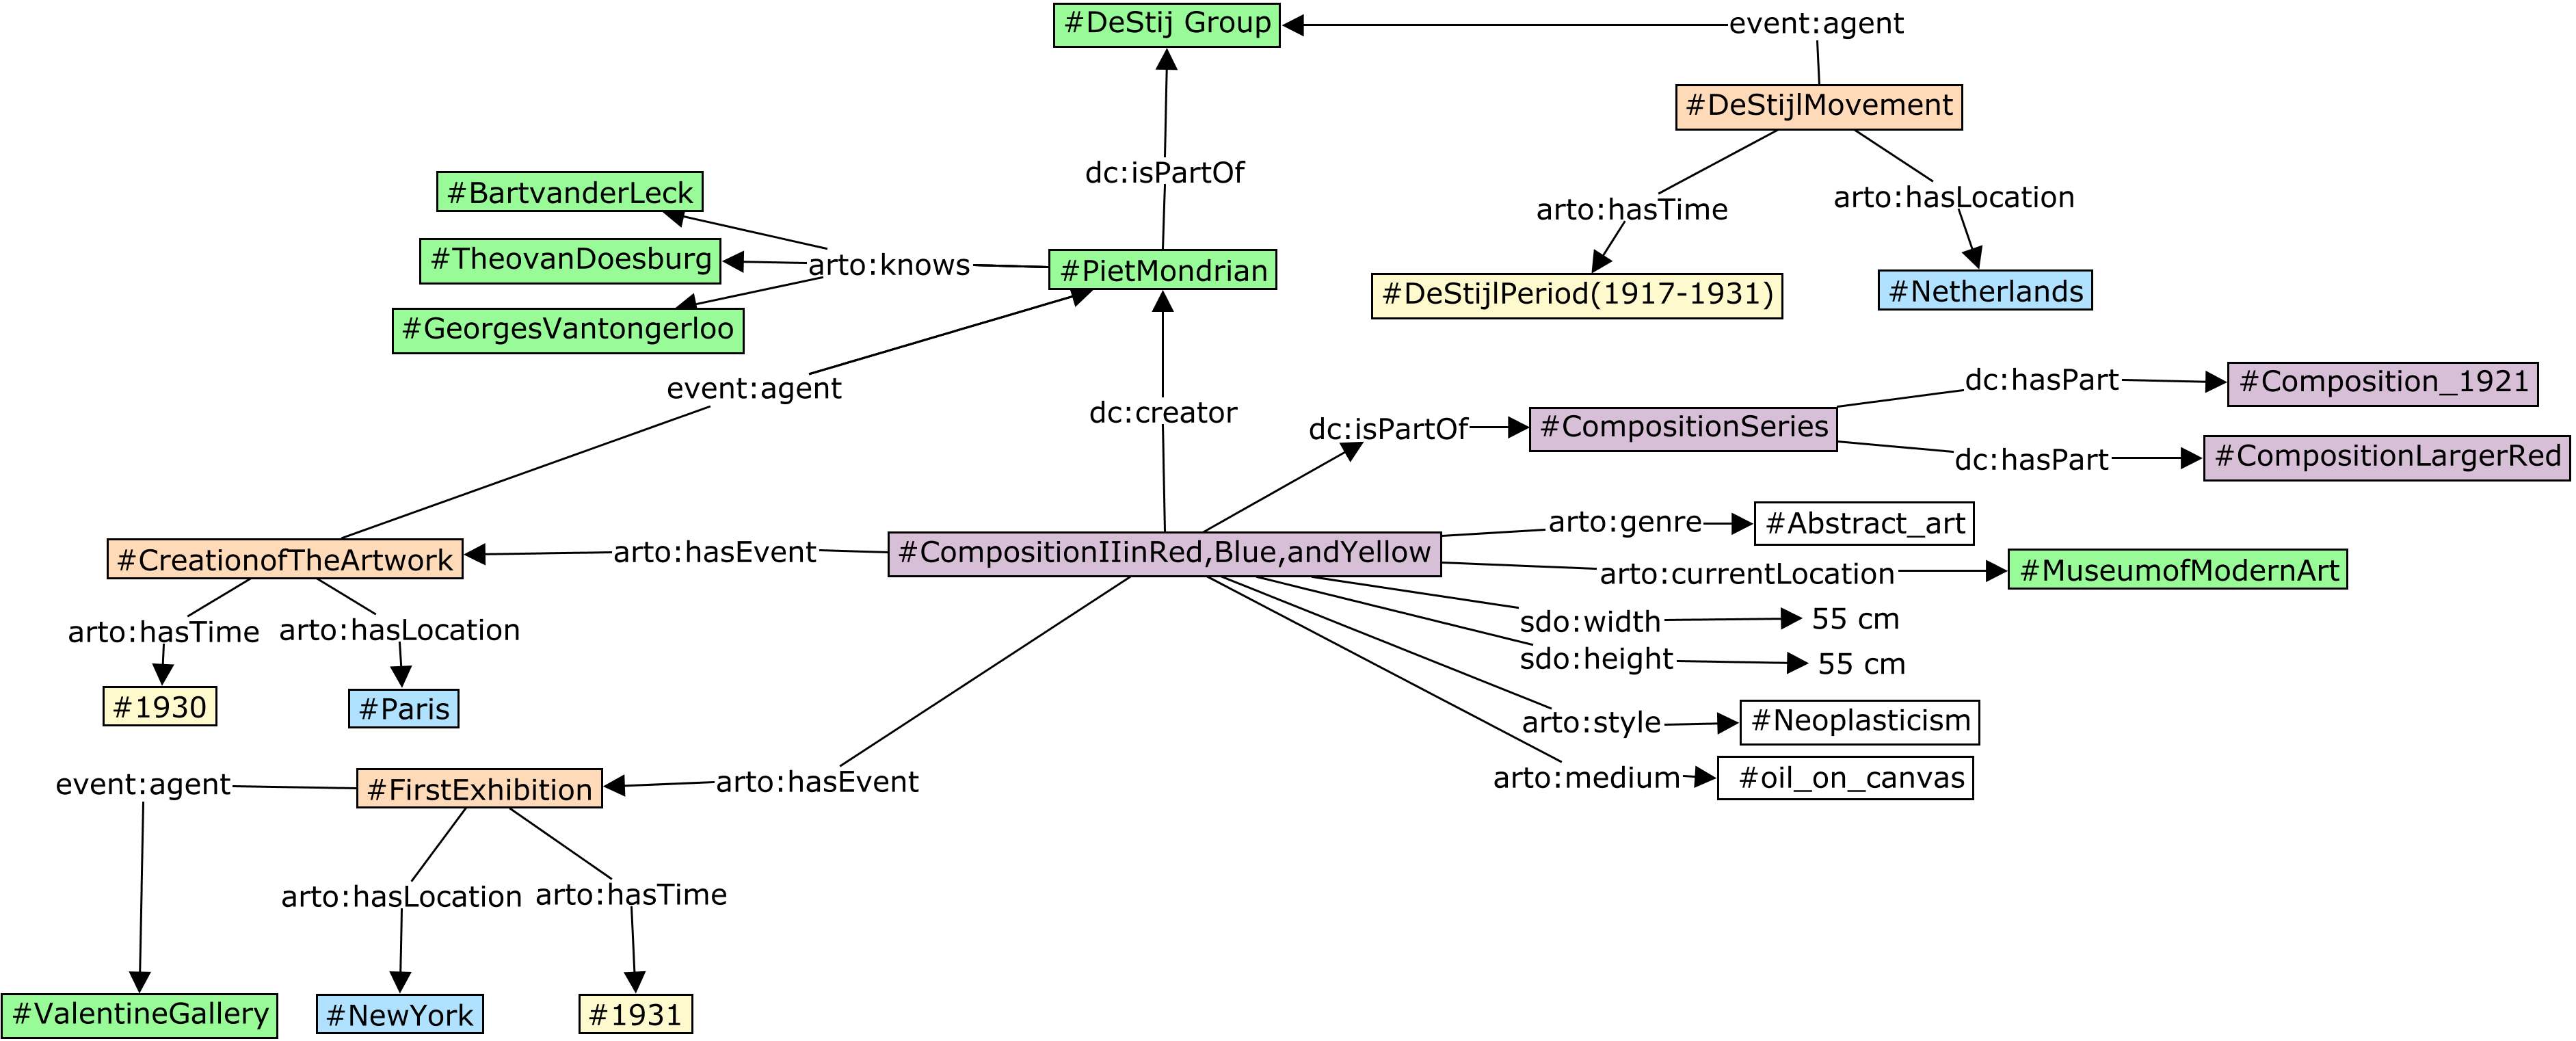 #DeStij Group
event:agent
#DeStijlMovement
dc:isPartOf
#BartvanderLeck
arto:hasTime
arto:hasLocation
#TheovanDoesburg
arto:knows
#PietMondrian
#DeStijlPeriod(1917-1931)
#Netherlands
#GeorgesVantongerloo
event:agent
dc:creator
dc:hasPart
#Composition_1921
dc:isPartOf
#CompositionSeries
dc:hasPart
#CompositionLargerRed
arto:genre
#Abstract_art
#CreationofTheArtwork
arto:hasEvent
#CompositionIIinRed,Blue,andYellow
arto:currentLocation
#MuseumofModernArt
arto:hasTime
arto:hasLocation
sdo:width
55 cm
sdo:height
55 cm
#1930
#Paris
arto:style
#Neoplasticism
event:agent
#FirstExhibition
arto:hasEvent
arto:medium
#oil_on_canvas
arto:hasLocation
arto:hasTime
#ValentineGallery
#NewYork
#1931